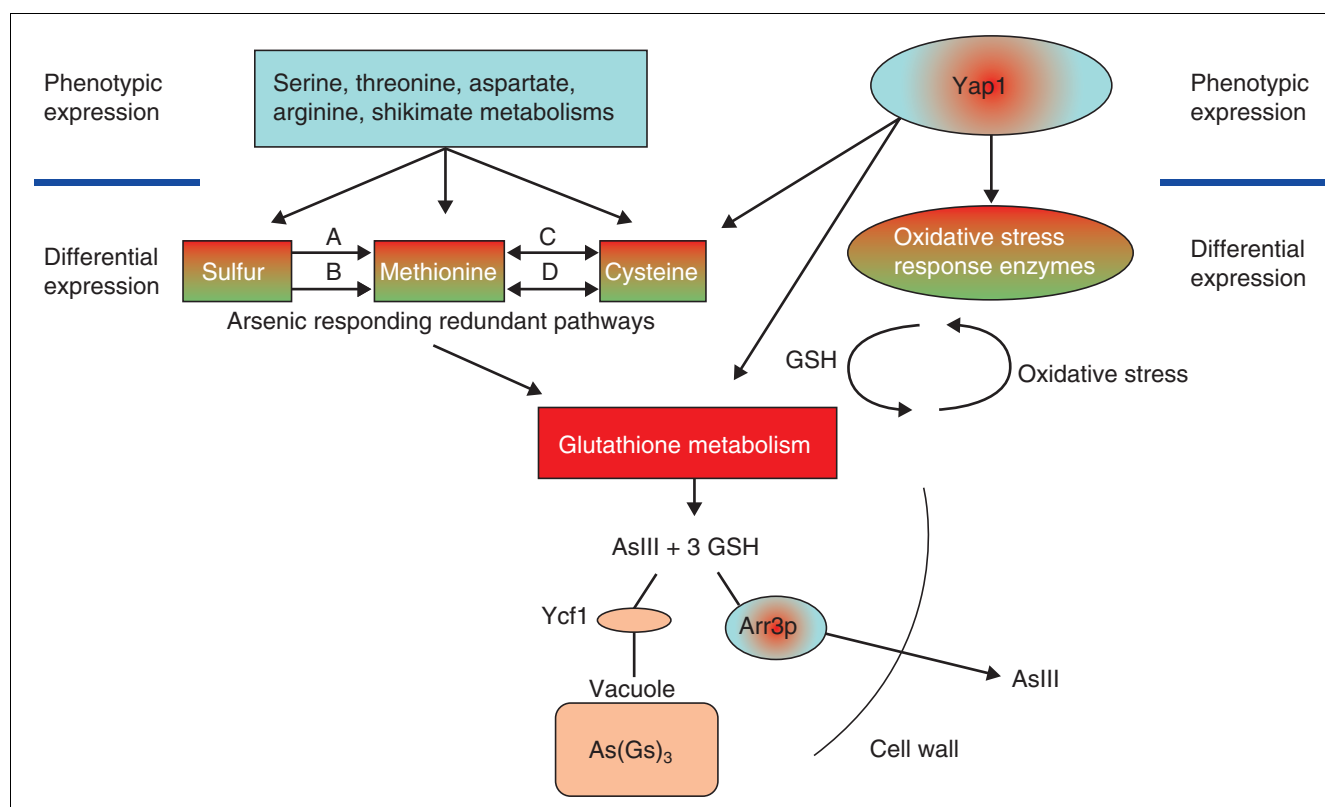 Phenotypic
expression
Serine, threonine, aspartate,
arginine, shikimate metabolisms
Yap1
Phenotypic
expression
Differential
expression
Sulfur
A
B
Methionine
C
D
Cysteine
Arsenic responding redundant pathways
Oxidative stress
response enzymes
Differential
expression
GSH
Oxidative stress
Glutathione metabolism
AsIII + 3 GSH
Ycf1
Arr3p
Vacuole
As(Gs)₃
AsIII
Cell wall